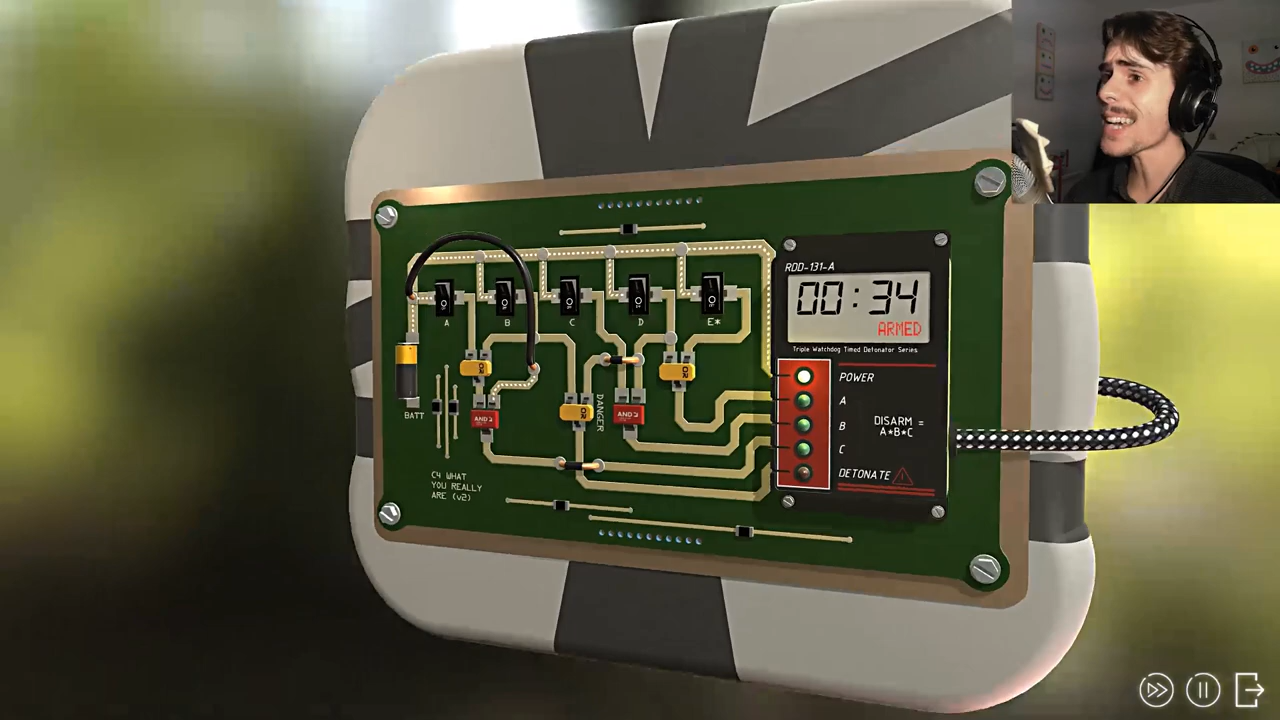 RDD-131-A
00:34
ARMED
Triple Watchdog Timed Detonator Series
A
B
C
D
E*
OR
OR
OR
AND
AND
DANGER
BATT
POWER
A
B
C
DETONATE
DISARM =
A*B*C
C4 WHAT
YOU REALLY
ARE (v2)